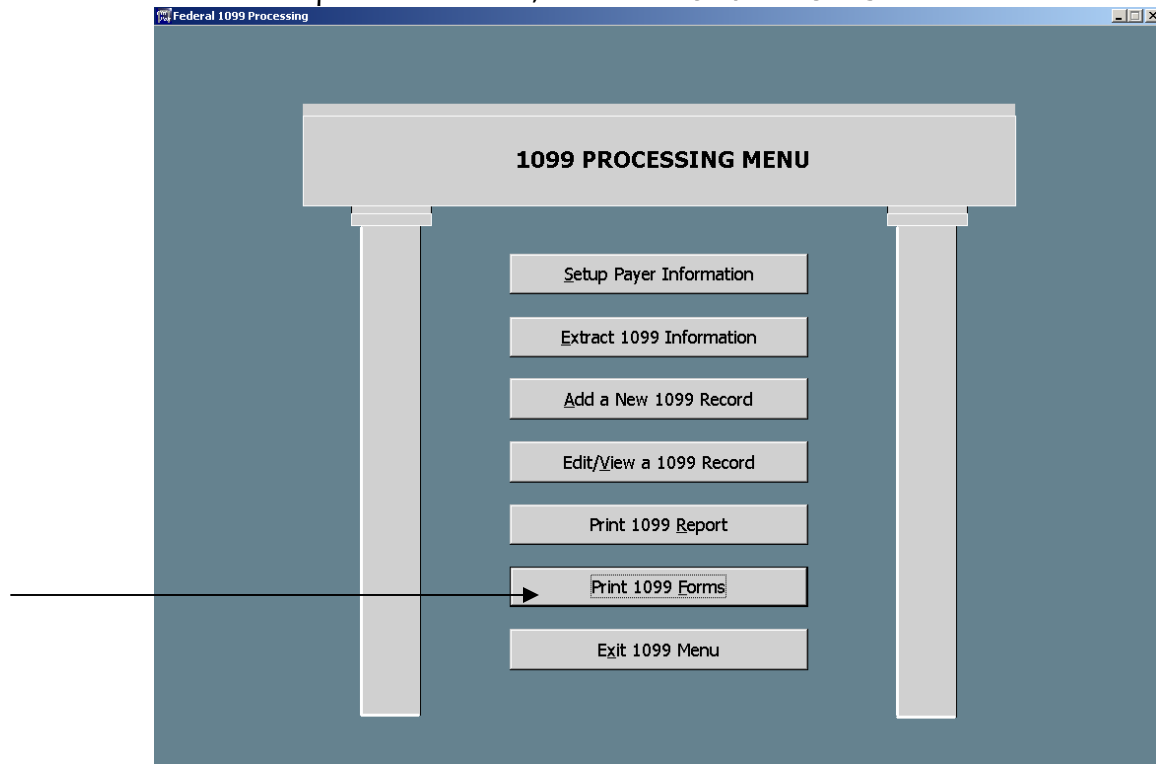 Federal 1099 Processing
1099 PROCESSING MENU
Setup Payer Information
Extract 1099 Information
Add a New 1099 Record
Edit/View a 1099 Record
Print 1099 Report
Print 1099 Forms
Exit 1099 Menu